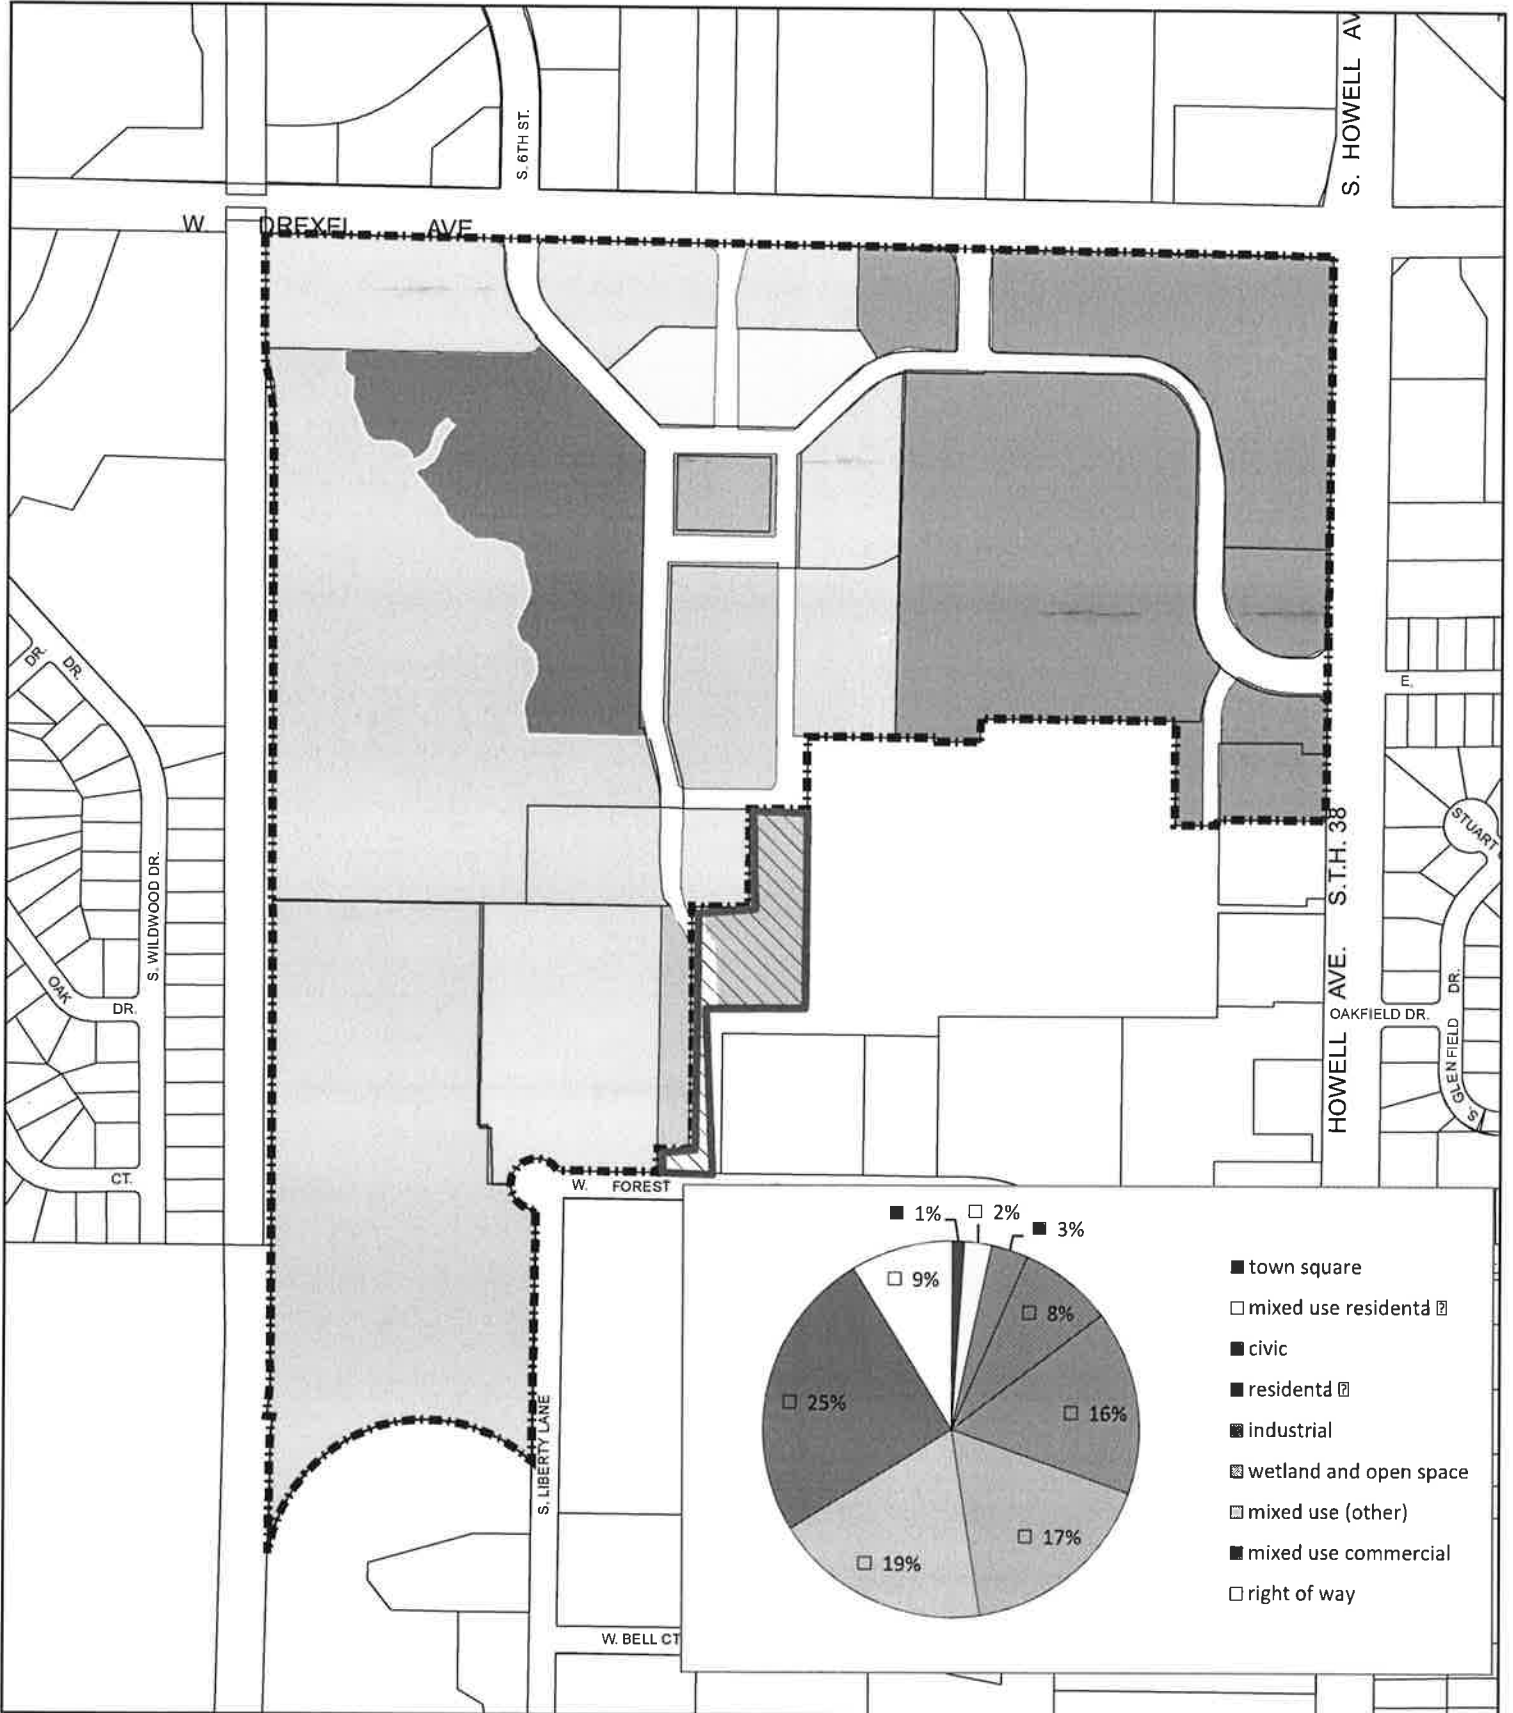 S. HOWELL AV
S. 6TH ST.
W. DREXEL AVE
DR.
DR.
E.
STUART
S. WILDWOOD DR.
S.T.H. 38
HOWELL AVE.
OAK DR.
OAKFIELD DR.
S. GLENFIELD DR.
CT.
W. FOREST
S. LIBERTY LANE
W. BELL CT
1%
2%
3%
8%
16%
17%
19%
25%
9%
town square
mixed use residenta
civic
residenta
industrial
wetland and open space
mixed use (other)
mixed use commercial
right of way